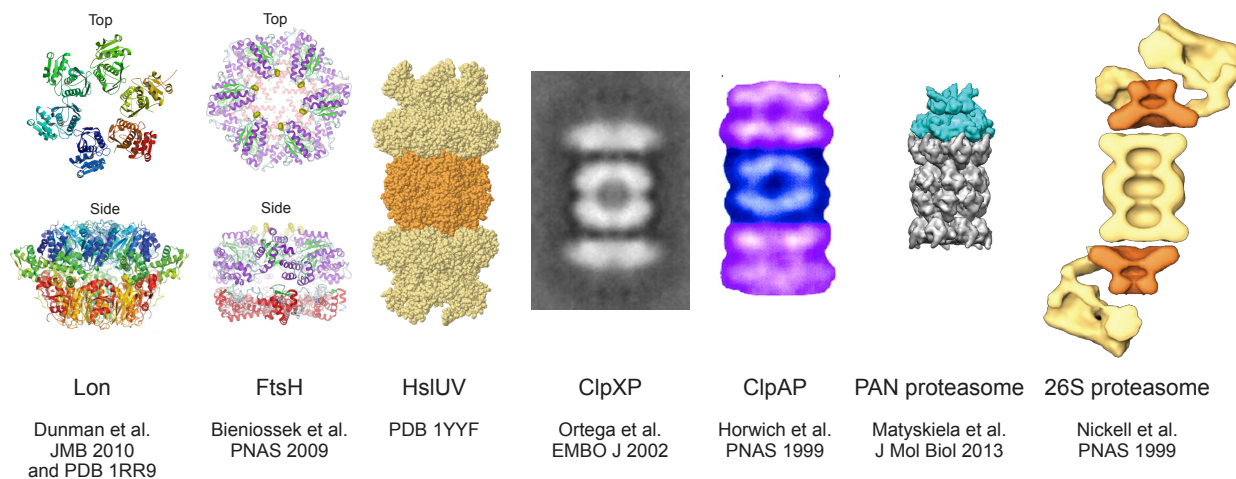 Top
Top
Side
Side
Lon
FtsH
HslUV
ClpXP
ClpAP
PAN proteasome
26S proteasome
Dunman et al.
JMB 2010
and PDB 1RR9
Bieniossek et al.
PNAS 2009
PDB 1YYF
Ortega et al.
EMBO J 2002
Horwich et al.
PNAS 1999
Matyskiela et al.
J Mol Biol 2013
Nickell et al.
PNAS 1999